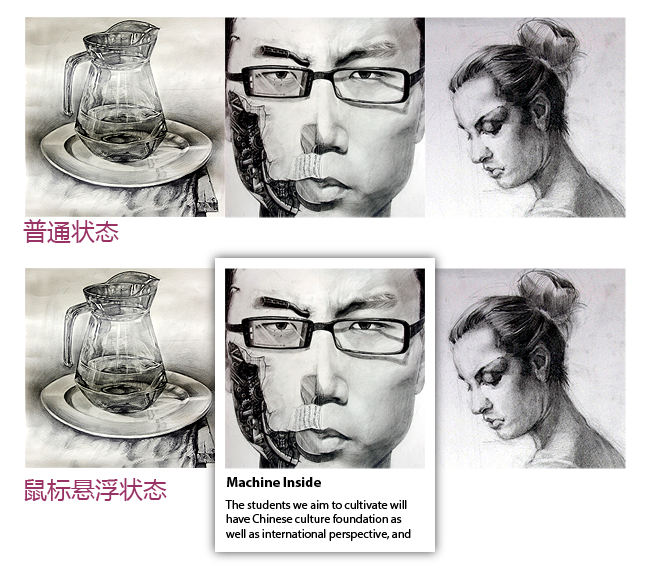 普通状态
鼠标悬浮状态
Machine Inside
The students we aim to cultivate will
have Chinese culture foundation as
well as international perspective, and